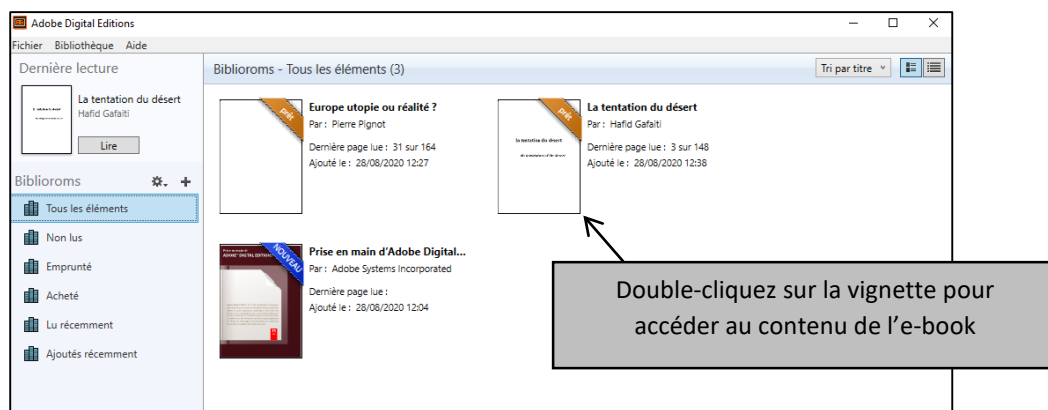 Adobe Digital Editions
Fichier Bibliothèque Aide
Dernière lecture
La tentation du désert
Hafid Gafaiti
Lire
Biblioroms
Tous les éléments
Non lus
Emprunté
Acheté
Lu récemment
Ajoutés récemment
Biblioroms - Tous les éléments (3)
Tri par titre
prêt
Europe utopie ou réalité ?
Par : Pierre Pignot
Dernière page lue : 31 sur 164
Ajouté le : 28/08/2020 12:27
prêt
La tentation du désert
La tentation du désert
Par : Hafid Gafaiti
Dernière page lue : 3 sur 148
Ajouté le : 28/08/2020 12:38
NOUVEAU
Prise en main d'Adobe Digital...
Par : Adobe Systems Incorporated
Dernière page lue :
Ajouté le : 28/08/2020 12:04
Double-cliquez sur la vignette pour
accéder au contenu de l’e-book